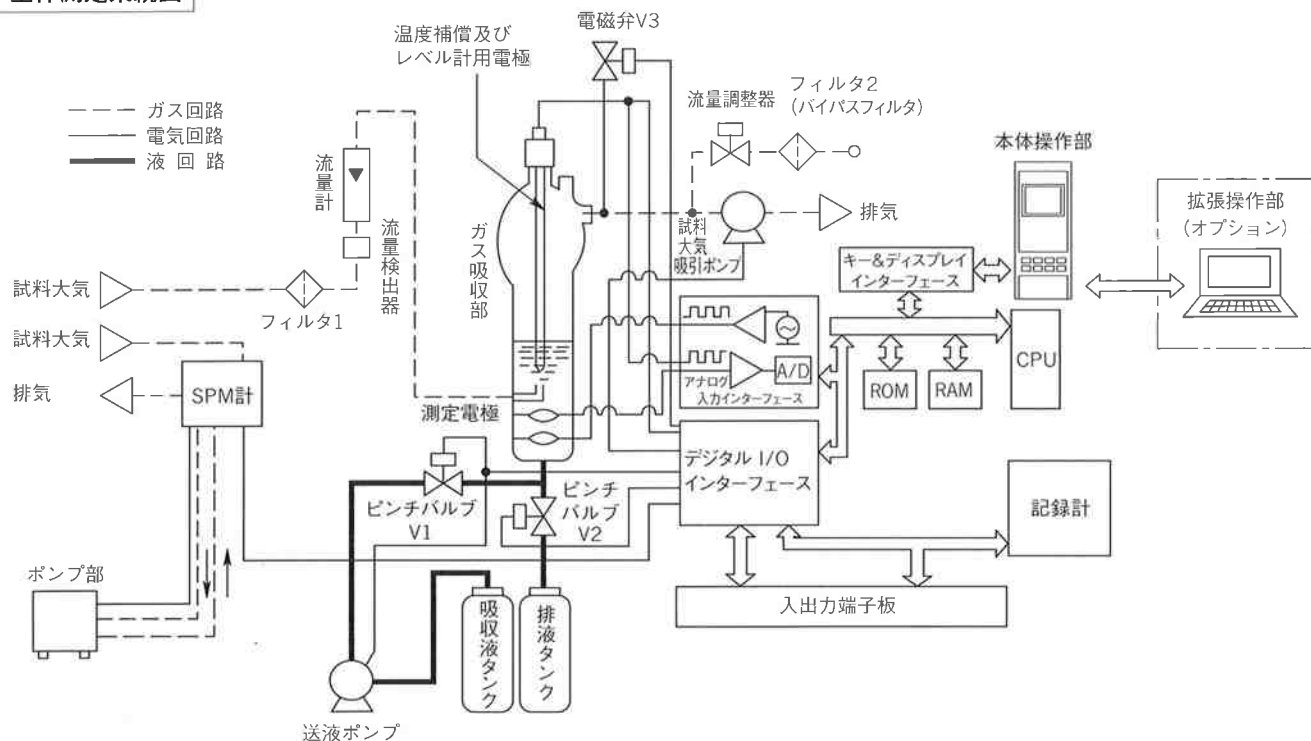 電磁弁V3
温度補償及び
レベル計用電極
フィルタ2
(バイパスフィルタ)
流量調整器
ガス回路
電気回路
液回路
本体操作部
流量計
拡張操作部
(オプション)
排気
試料
大気
吸引ポンプ
流量検出器
ガス吸収部
キー&ディスプレイ
インターフェース
試料大気
フィルタ1
試料大気
CPU
A/D
アナログ
入力インターフェース
ROM
RAM
排気
SPM計
測定電極
デジタル I/O
インターフェース
ピンチバルブ
V1
ピンチ
バルブ
V2
記録計
ポンプ部
入出力端子板
吸収液タンク
排液タンク
送液ポンプ